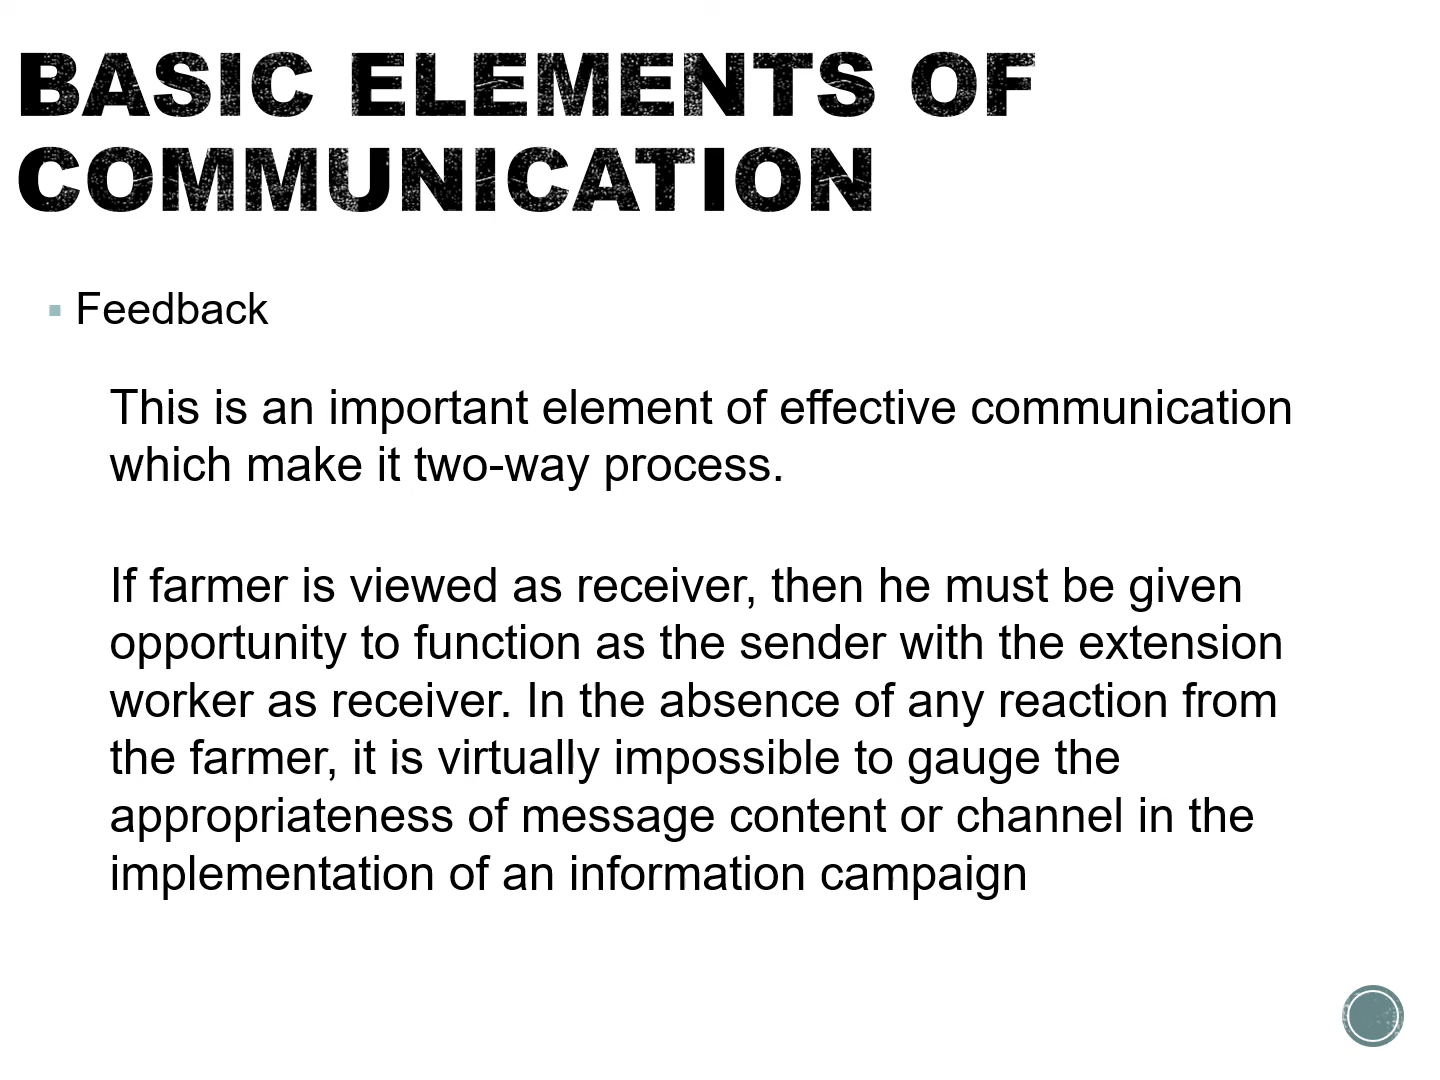 BASIC ELEMENTS OF
COMMUNICATION
▪ Feedback
This is an important element of effective communication
which make it two-way process.
If farmer is viewed as receiver, then he must be given
opportunity to function as the sender with the extension
worker as receiver. In the absence of any reaction from
the farmer, it is virtually impossible to gauge the
appropriateness of message content or channel in the
implementation of an information campaign